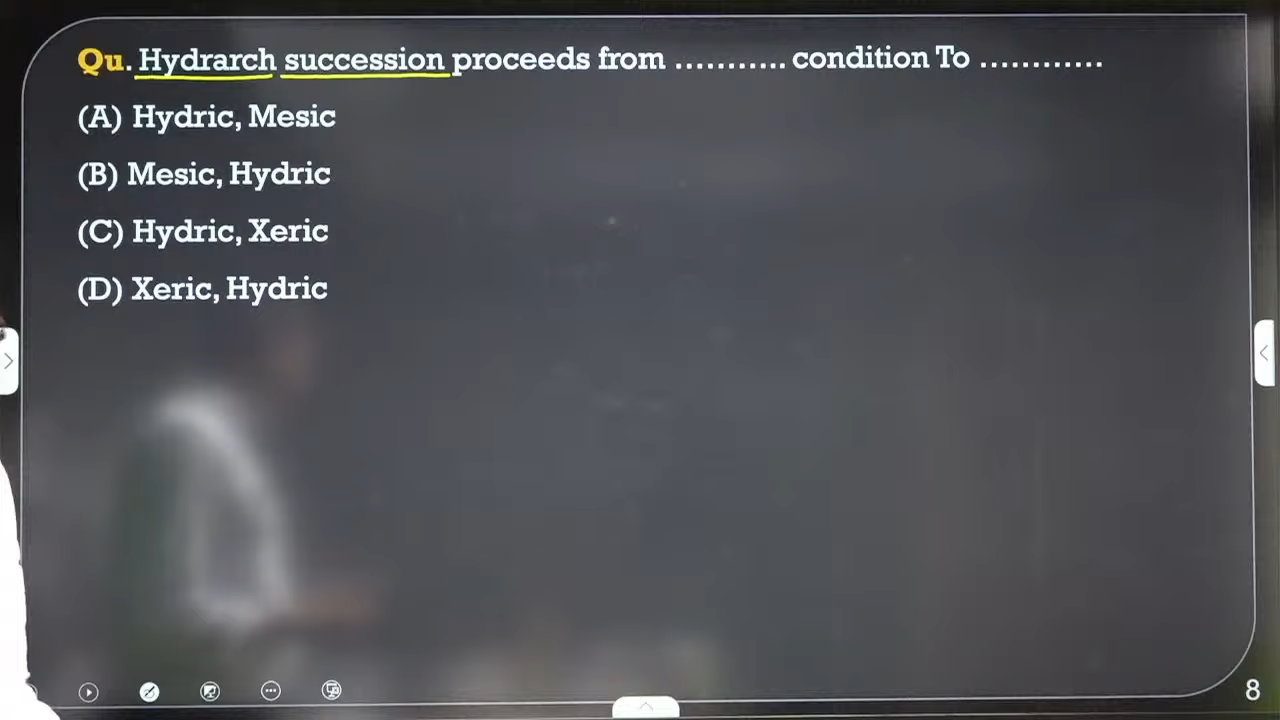 Qu. Hydrarch succession proceeds from ........... condition To ............
(A) Hydric, Mesic
(B) Mesic, Hydric
(C) Hydric, Xeric
(D) Xeric, Hydric
8